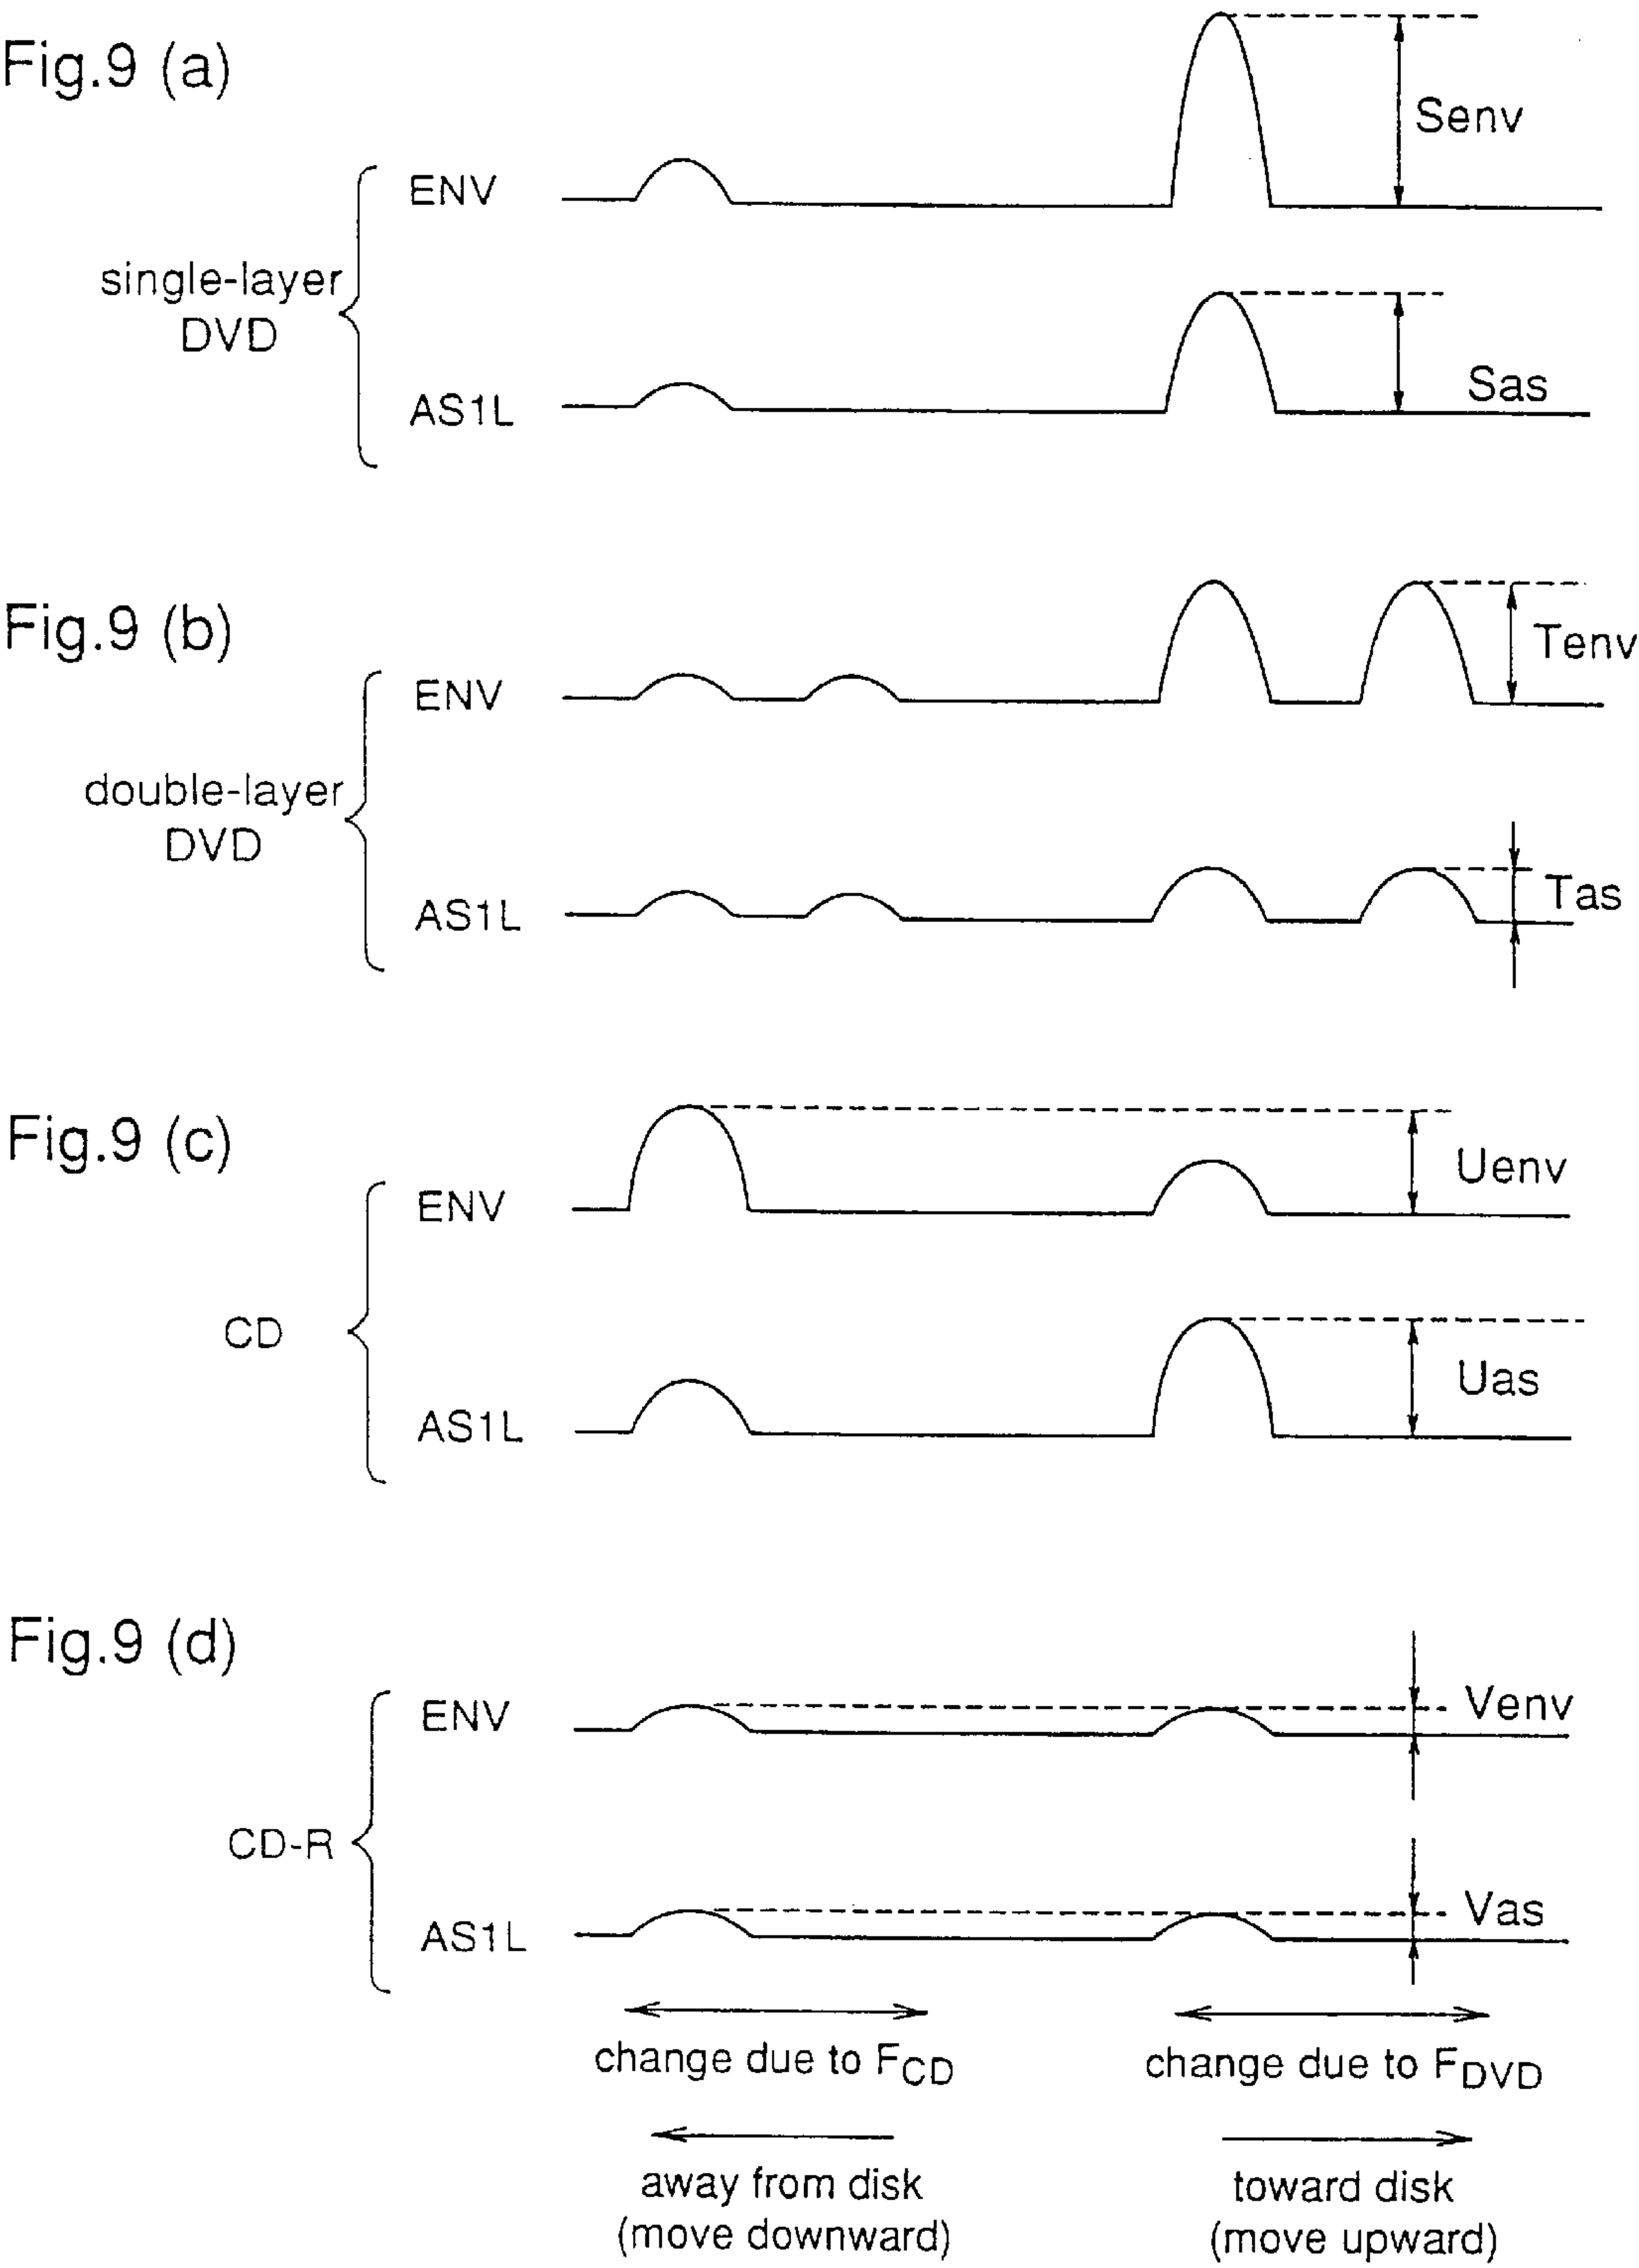 Fig.9 (a)
Senv
ENV
single-layer
DVD
Sas
AS1L
Fig.9 (b)
Tenv
ENV
double-layer
DVD
Tas
AS1L
Fig.9 (c)
Uenv
ENV
CD
Uas
AS1L
Fig.9 (d)
Venv
ENV
CD-R
Vas
AS1L
change due to FCD
change due to FDVD
away from disk
(move downward)
toward disk
(move upward)